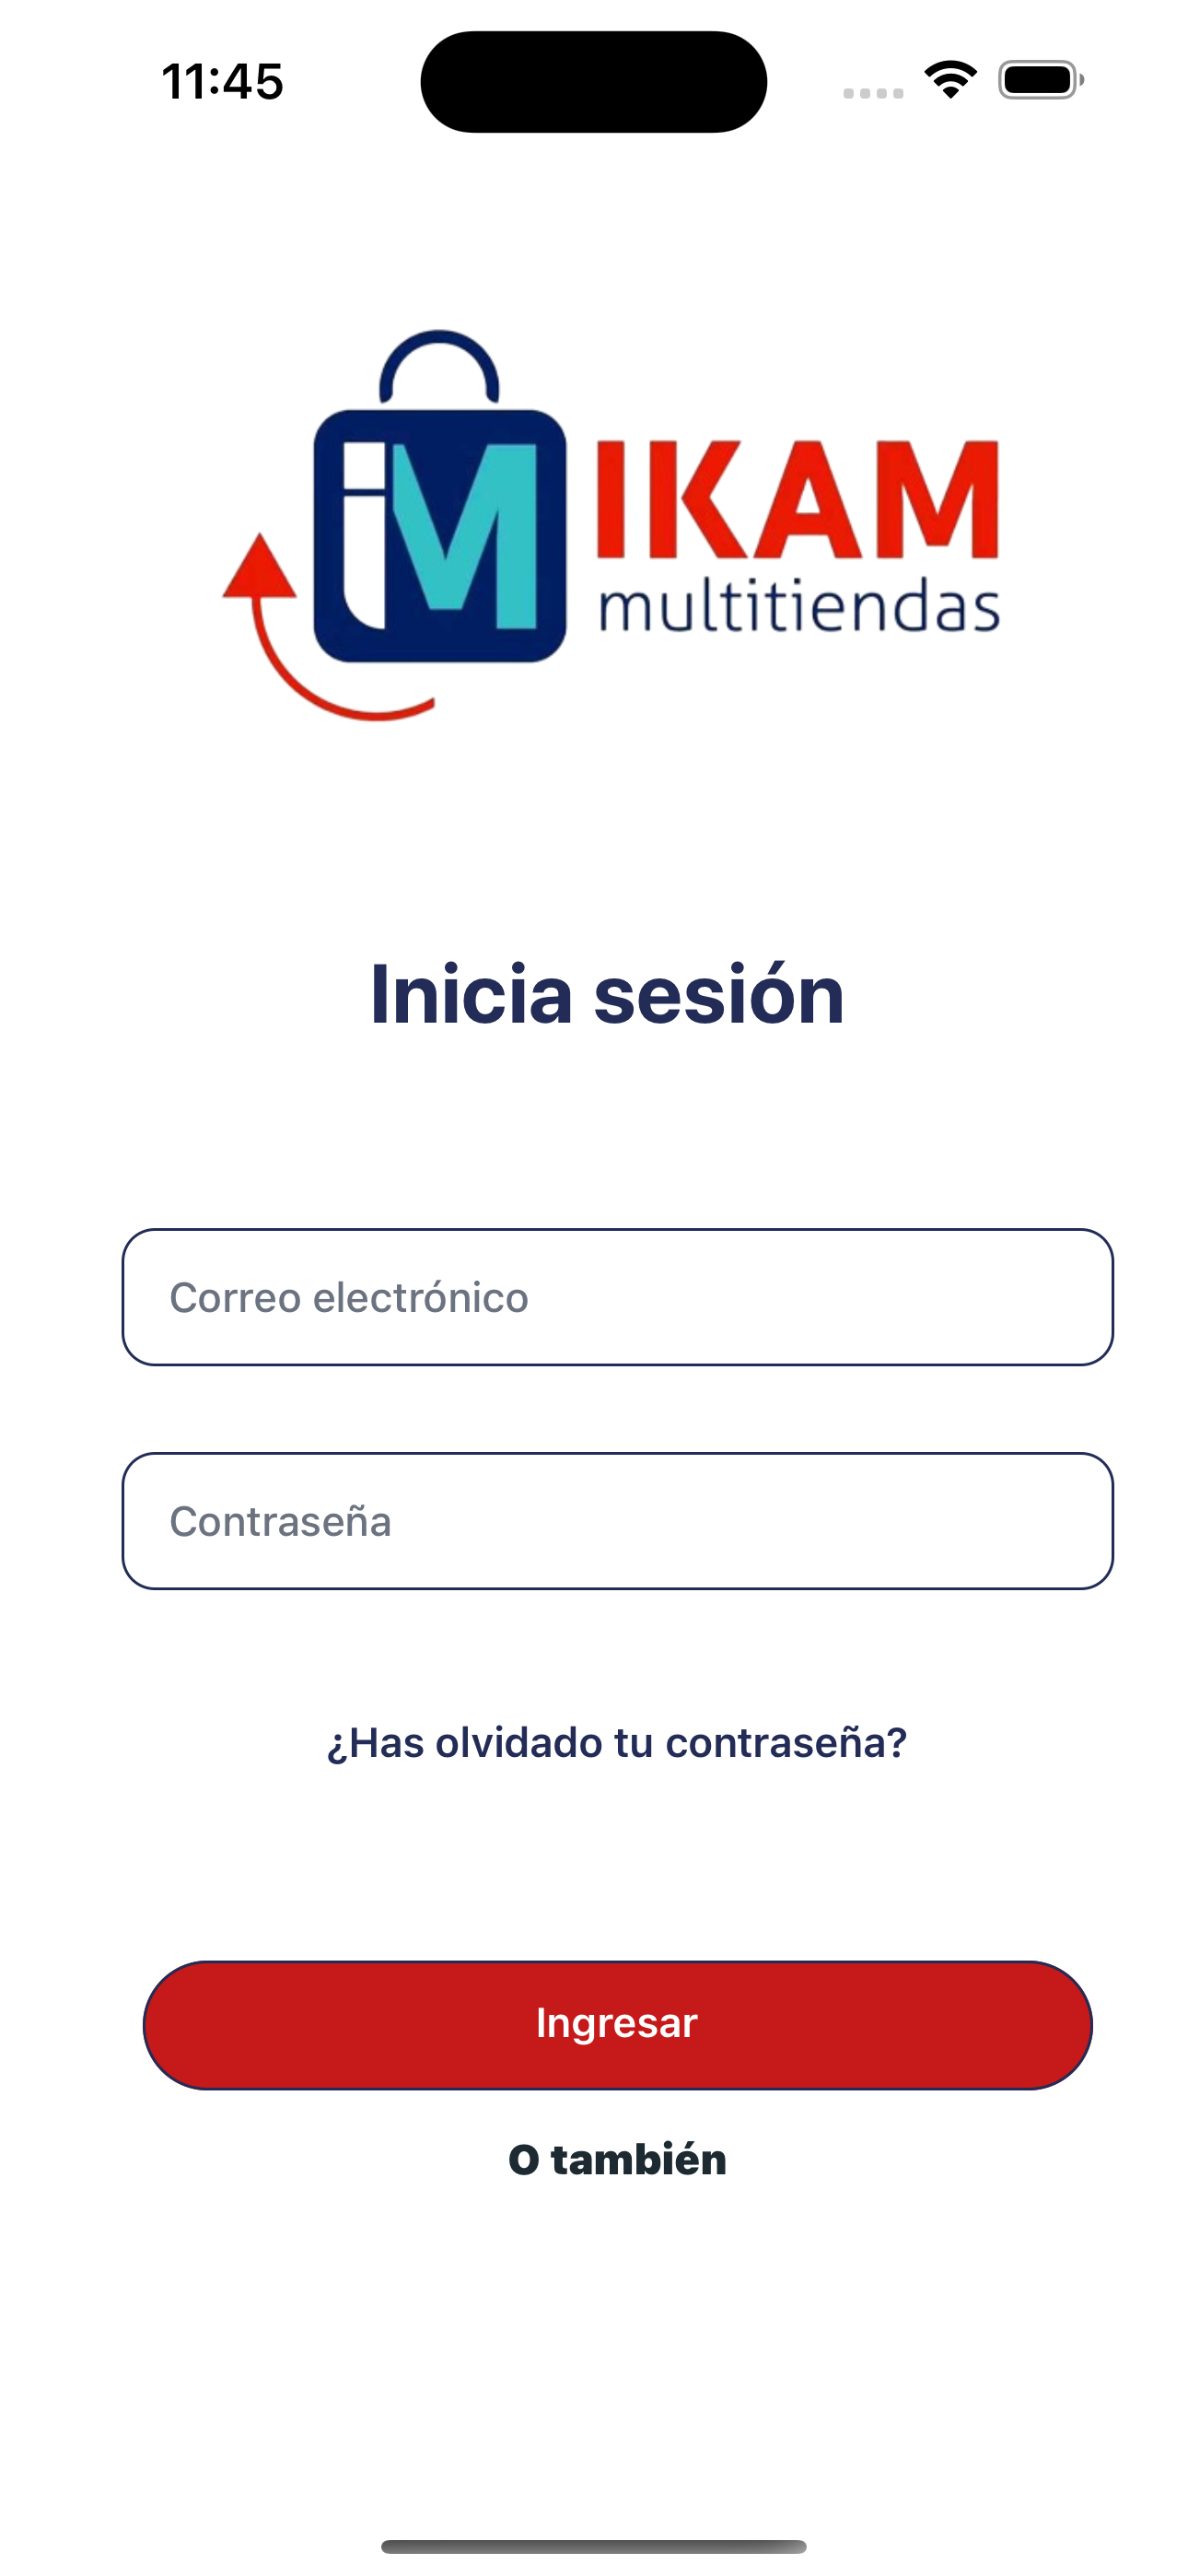 11:45
iM IKAM
multitiendas
Inicia sesión
Correo electrónico
Contraseña
¿Has olvidado tu contraseña?
Ingresar
O también